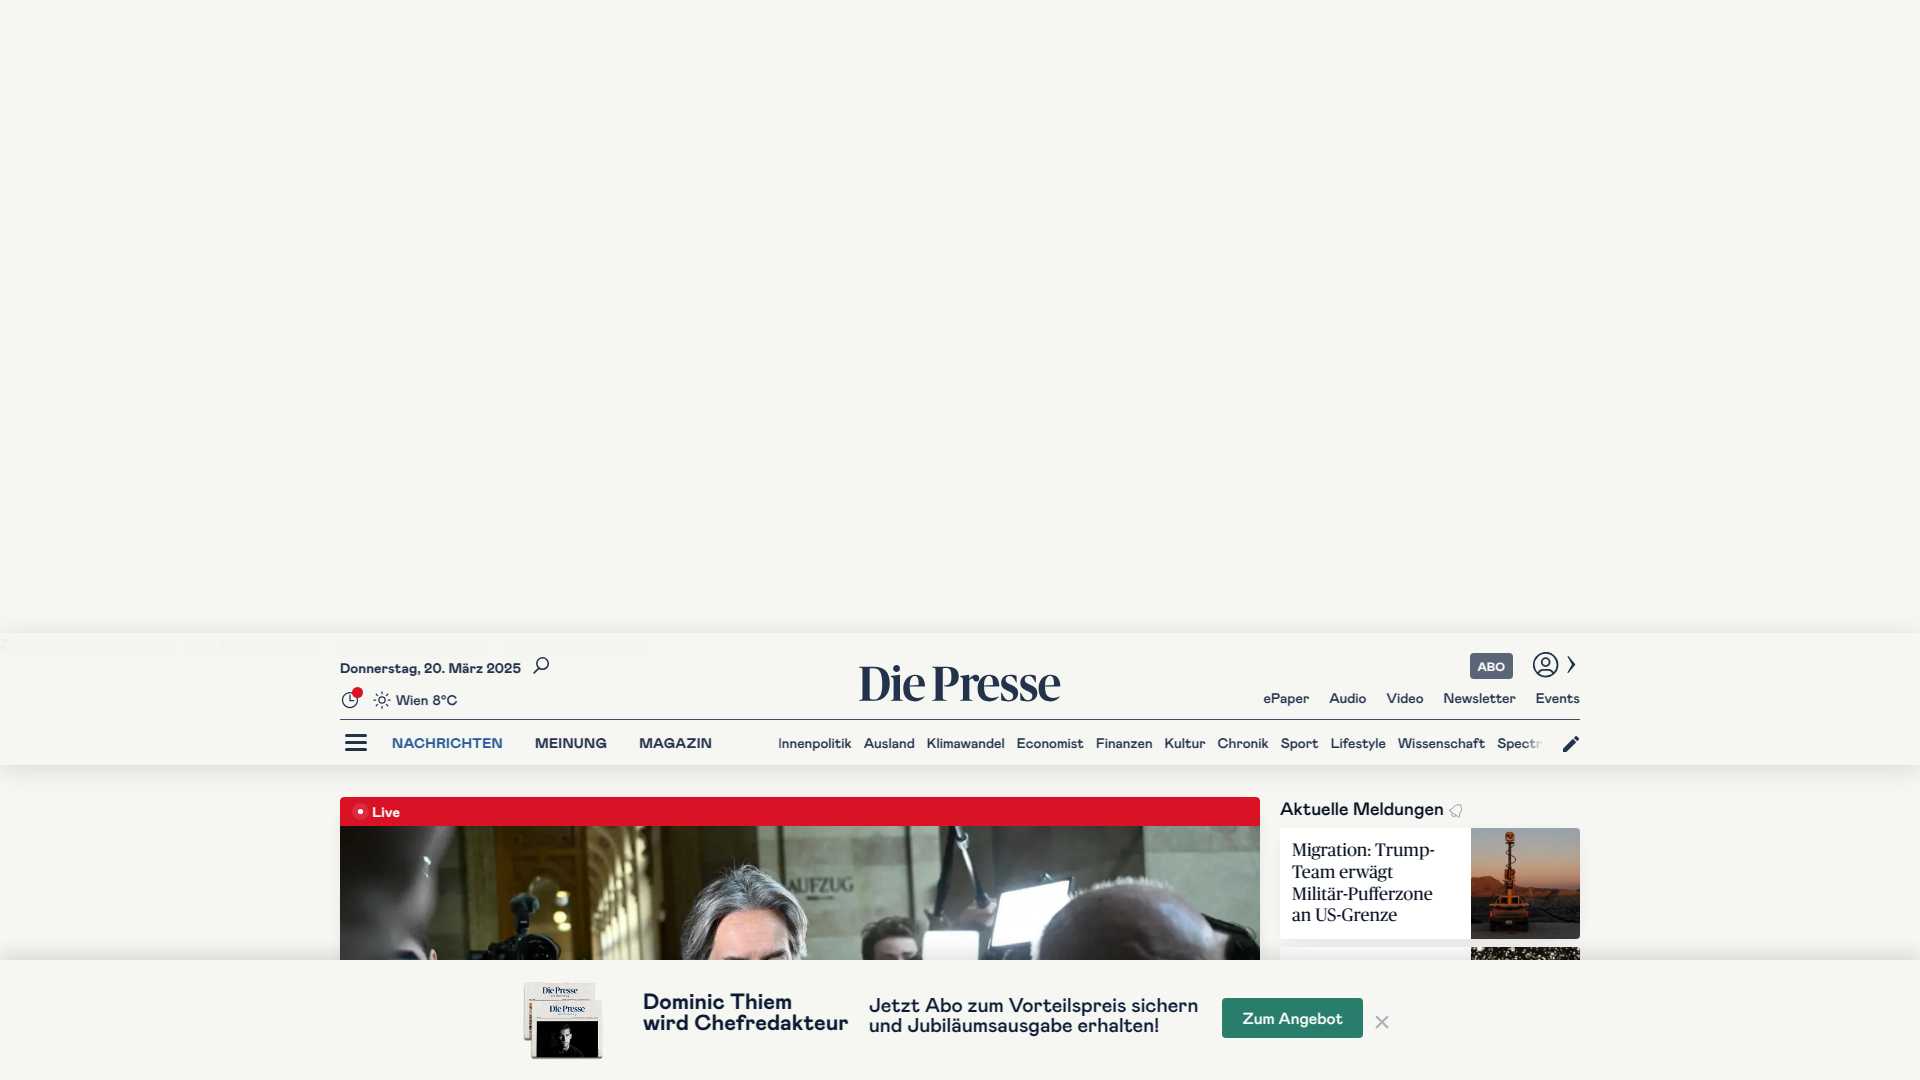 Donnerstag, 20. März 2025
Wien 8°C
Die Presse
ABO
ePaper Audio Video Newsletter Events
NACHRICHTEN MEINUNG MAGAZIN
Innenpolitik Ausland Klimawandel Economist Finanzen Kultur Chronik Sport Lifestyle Wissenschaft Spectr
Live
AUFZUG
Aktuelle Meldungen
Migration: Trump-
Team erwägt
Militär-Pufferzone
an US-Grenze
Die Presse
Die Presse
Dominic Thiem
wird Chefredakteur
Jetzt Abo zum Vorteilspreis sichern
und Jubiläumsausgabe erhalten!
Zum Angebot